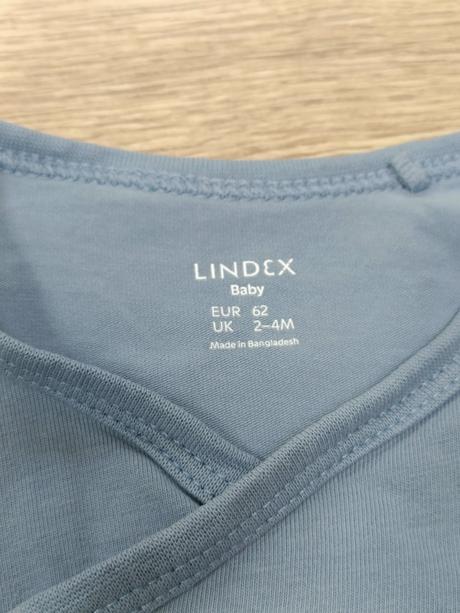 LINDEX
Baby
EUR 62
UK 2–4M
Made in Bangladesh